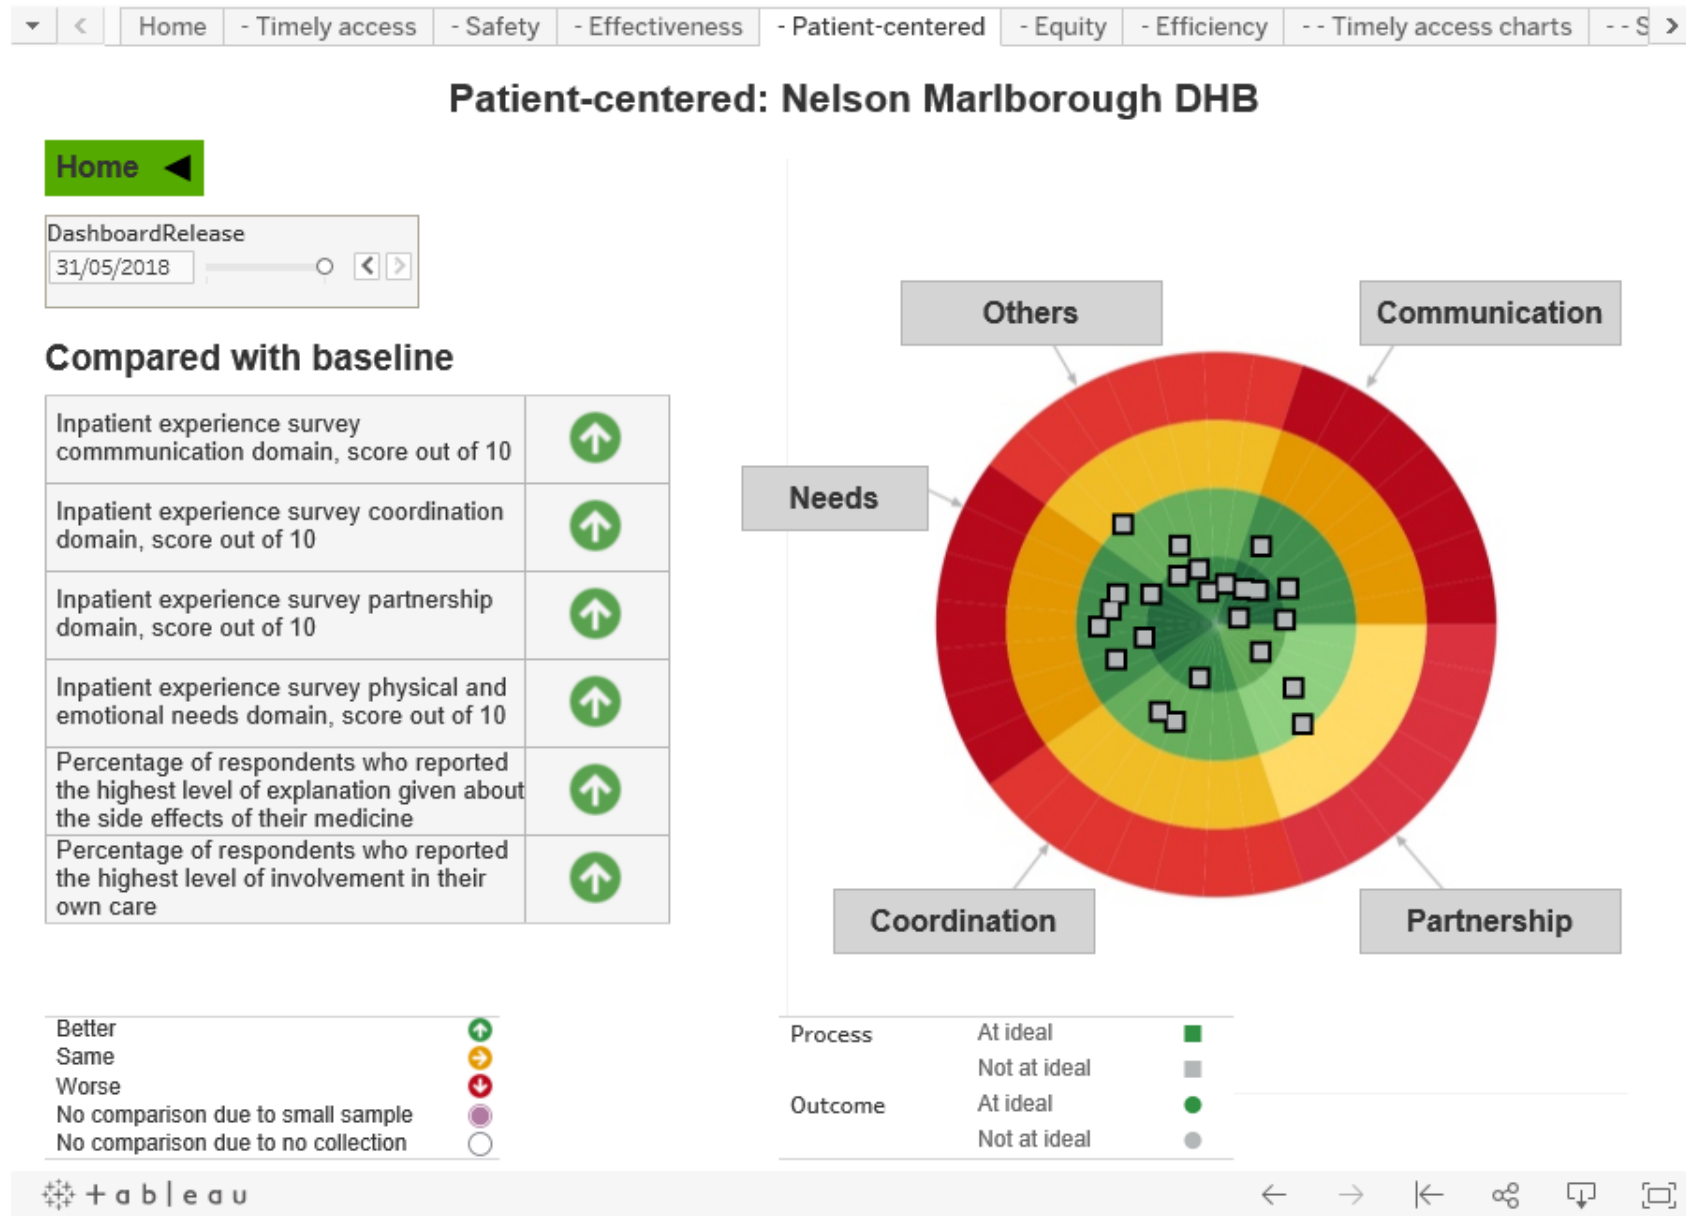 Home
- Timely access
- Safety
- Effectiveness
- Patient-centered
- Equity
- Efficiency
- - Timely access charts
- - S
Patient-centered: Nelson Marlborough DHB
Home
DashboardRelease
31/05/2018
Compared with baseline
Inpatient experience survey
commmunication domain, score out of 10
Inpatient experience survey coordination
domain, score out of 10
Inpatient experience survey partnership
domain, score out of 10
Inpatient experience survey physical and
emotional needs domain, score out of 10
Percentage of respondents who reported
the highest level of explanation given about
the side effects of their medicine
Percentage of respondents who reported
the highest level of involvement in their
own care
Others
Communication
Needs
Coordination
Partnership
Better
Same
Worse
No comparison due to small sample
No comparison due to no collection
Process
At ideal
Not at ideal
Outcome
At ideal
Not at ideal
+ableau